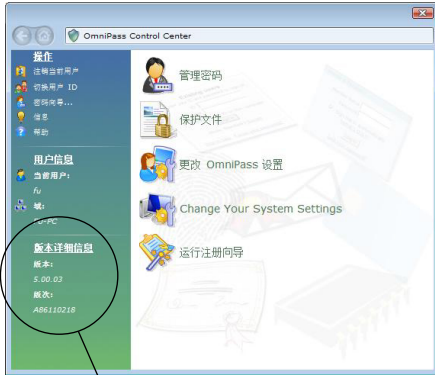 OmniPass Control Center
操作
注销当前用户
切换用户 ID
密码向导...
信息
帮助
用户信息
当前用户:
fu
域:
fu-PC
版本详细信息
版本:
5.00.03
版次:
AB6110218
管理密码
保护文件
更改 OmniPass 设置
Change Your System Settings
运行注册向导